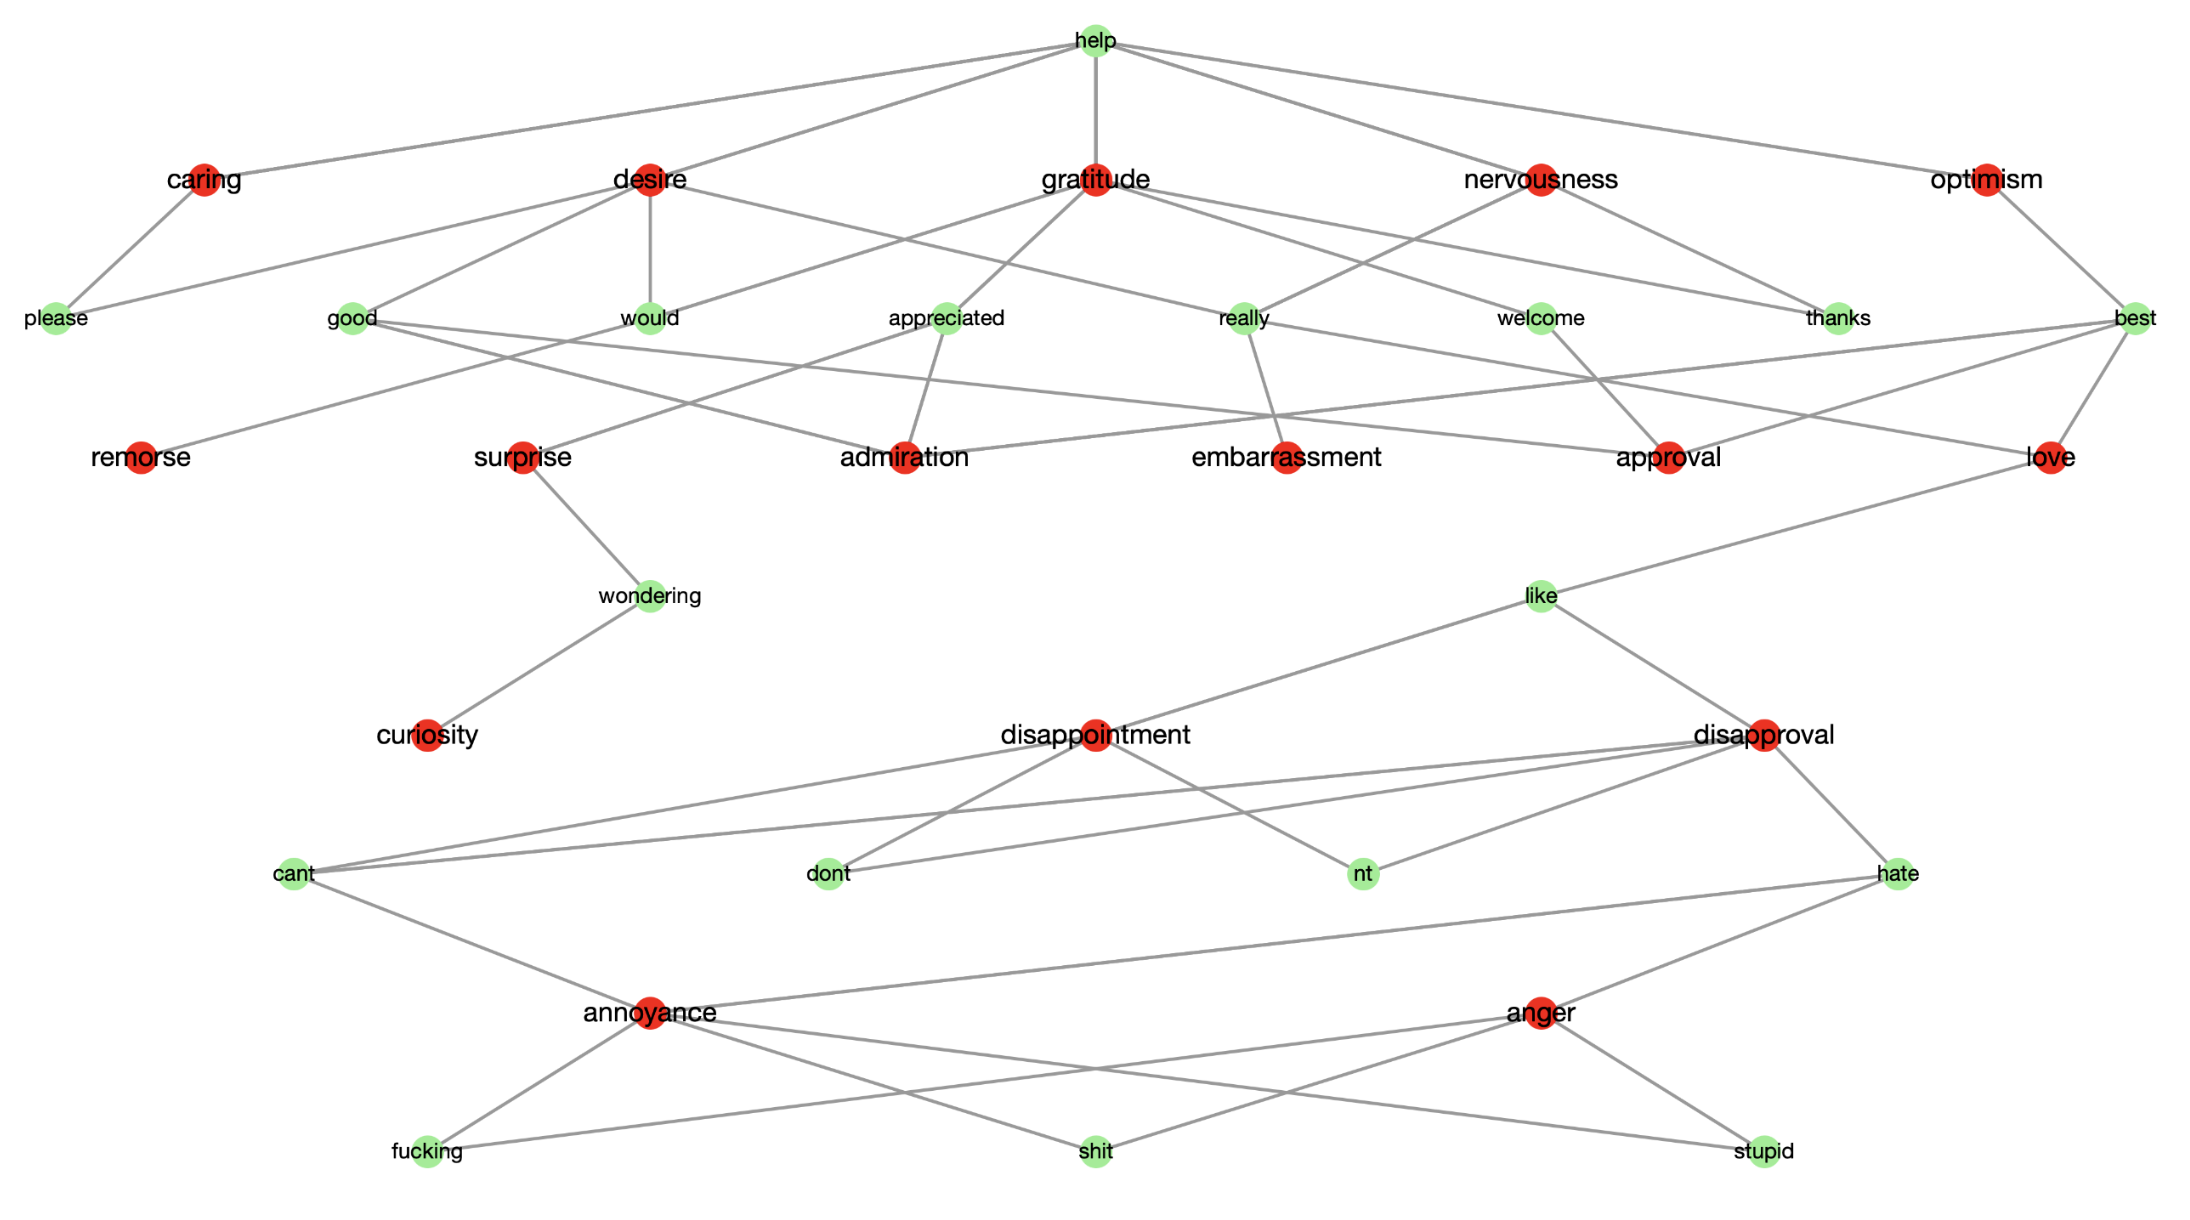 help
caring desire gratitude nervousness optimism
please good would appreciated really welcome thanks best
remorse surprise admiration embarrassment approval love
wondering like
curiosity disappointment disapproval
cant dont nt hate
annoyance anger
fucking shit stupid